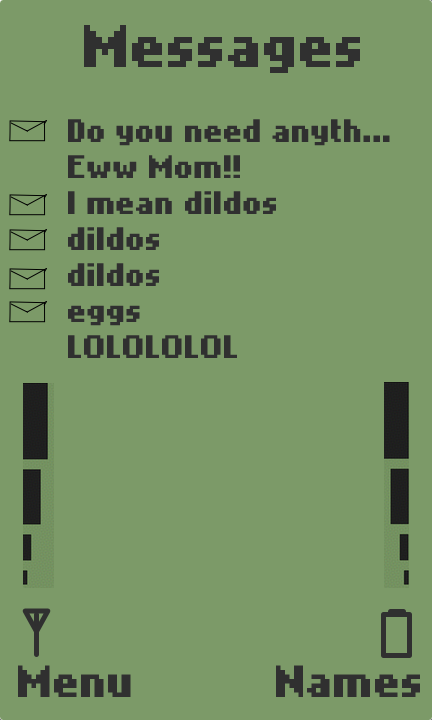 Messages
Do you need anyth...
Eww Mom!!
I mean dildos
dildos
dildos
eggs
LOLOLOLOL
Menu
Names